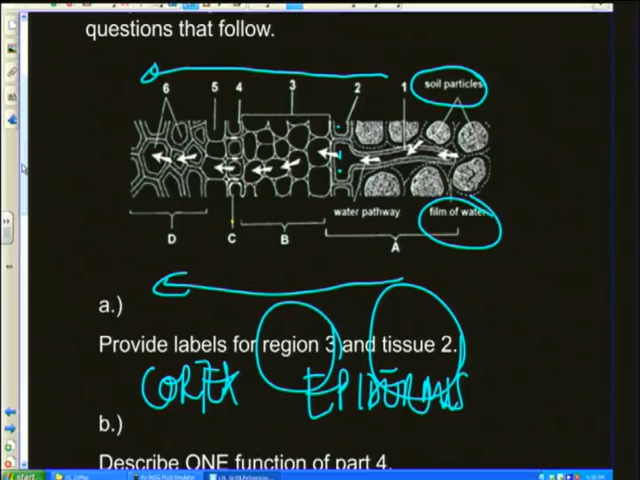 questions that follow.
6 5 4 3 2 1 soil particles
water pathway film of water
D C B A
a.)
Provide labels for region 3 and tissue 2.
CORTEX EPIDERMIS
b.)
Describe ONE function of part 4.
start